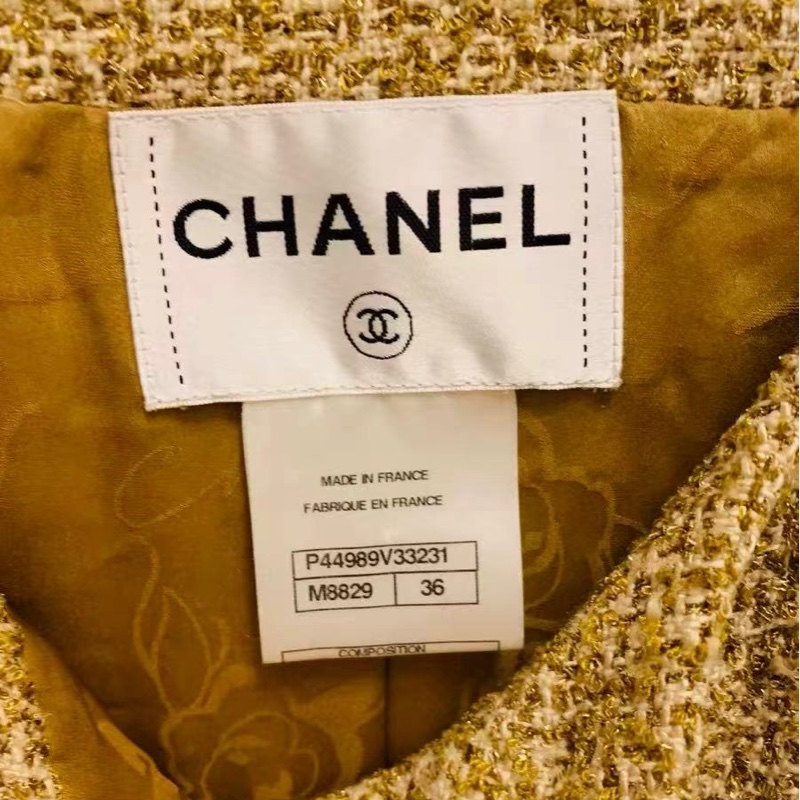 CHANEL
MADE IN FRANCE
FABRIQUE EN FRANCE
P44989V33231
M8829 36
COMPOSITION